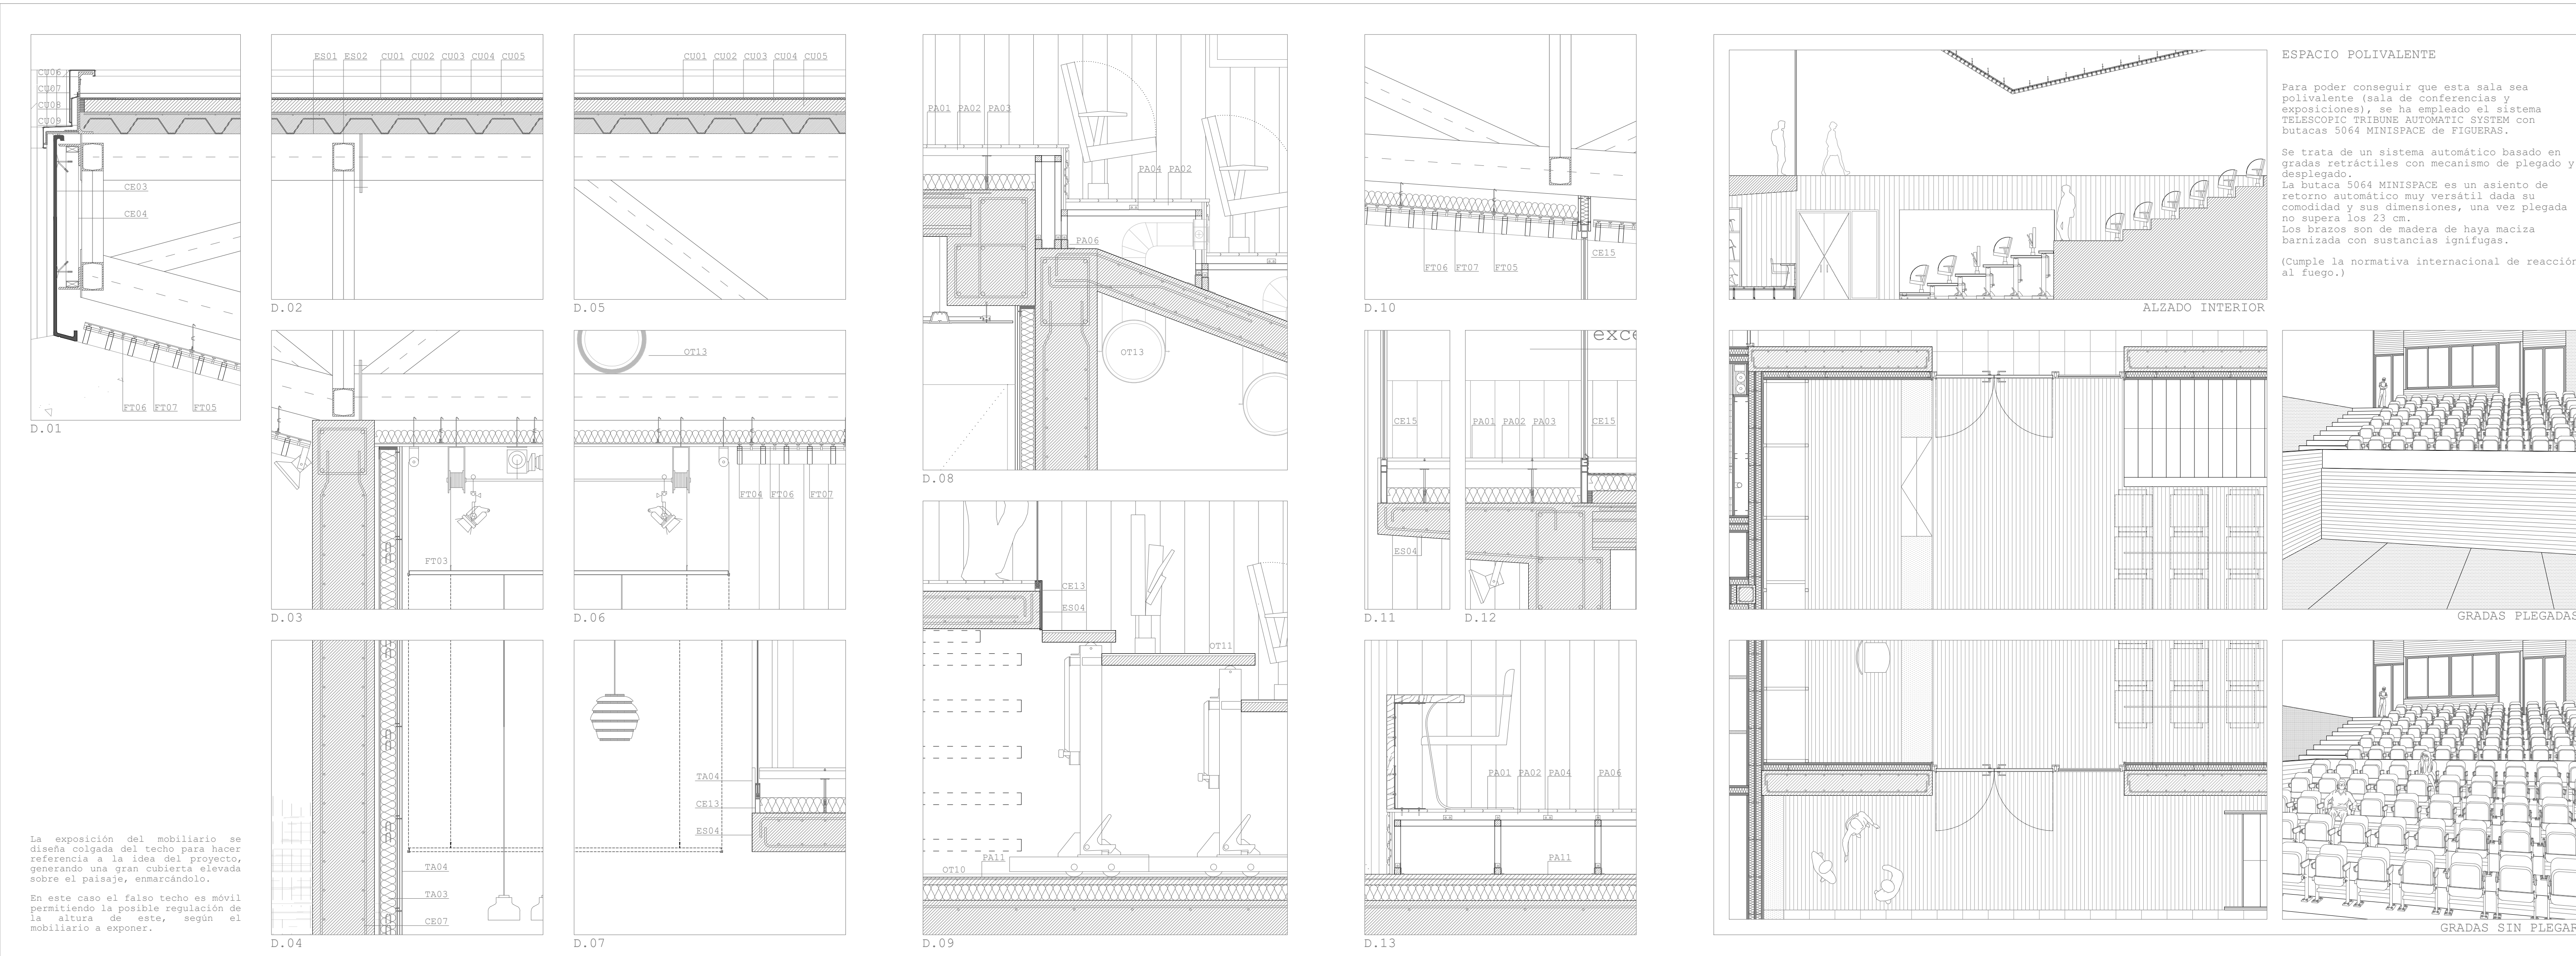 CU06
CU07
CU08
CU09
CE03
CE04
FT06 FT07 FT05
D.01
ES01 ES02 CU01 CU02 CU03 CU04 CU05
D.02
CU01 CU02 CU03 CU04 CU05
D.05
FT03
D.03
OT13
FT04 FT06 FT07
D.06
TA04
TA03
CE07
D.04
TA04
CE13
ES04
D.07
La exposición del mobiliario se
diseña colgada del techo para hacer
referencia a la idea del proyecto,
generando una gran cubierta elevada
sobre el paisaje, enmarcándolo.
En este caso el falso techo es móvil
permitiendo la posible regulación de
la altura de este, según el
mobiliario a exponer.
PA01 PA02 PA03
PA04 PA02
PA06
OT13
D.08
CE13
ES04
OT11
OT10
PA11
D.09
FT06 FT07 FT05
CE15
D.10
CE15
ES04
D.11
exce
PA01 PA02 PA03
CE15
D.12
PA01 PA02 PA04 PA06
PA11
D.13
ALZADO INTERIOR
ESPACIO POLIVALENTE
Para poder conseguir que esta sala sea
polivalente (sala de conferencias y
exposiciones), se ha empleado el sistema
TELESCOPIC TRIBUNE AUTOMATIC SYSTEM con
butacas 5064 MINISPACE de FIGUERAS.
Se trata de un sistema automático basado en
gradas retráctiles con mecanismo de plegado y
desplegado.
La butaca 5064 MINISPACE es un asiento de
retorno automático muy versátil dada su
comodidad y sus dimensiones, una vez plegada
no supera los 23 cm.
Los brazos son de madera de haya maciza
barnizada con sustancias ignífugas.
(Cumple la normativa internacional de reacción
al fuego.)
GRADAS PLEGADAS
GRADAS SIN PLEGAR